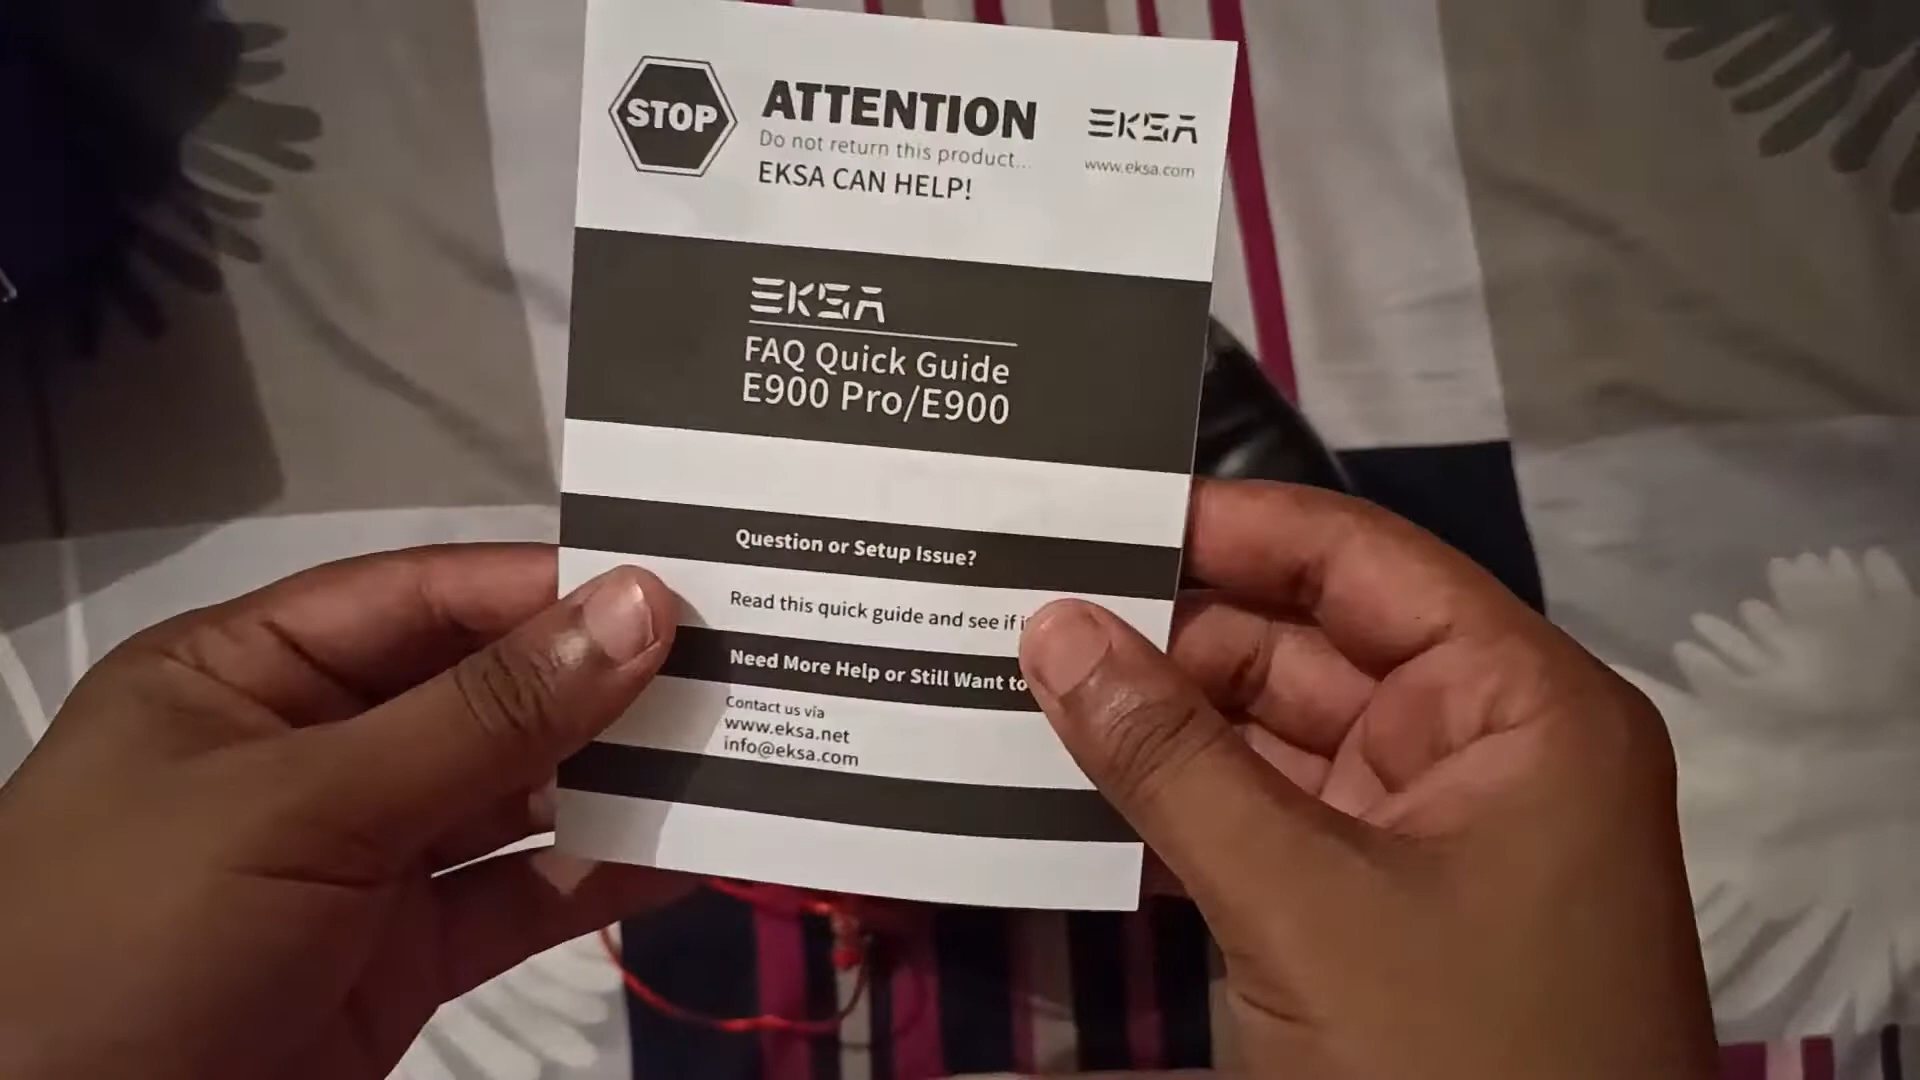 STOP
ATTENTION
Do not return this product...
EKSA CAN HELP!
EKSA
www.eksa.com
EKSA
FAQ Quick Guide
E900 Pro/E900
Question or Setup Issue?
Read this quick guide and see if
Need More Help or Still Want to
Contact us via
www.eksa.net
info@eksa.com